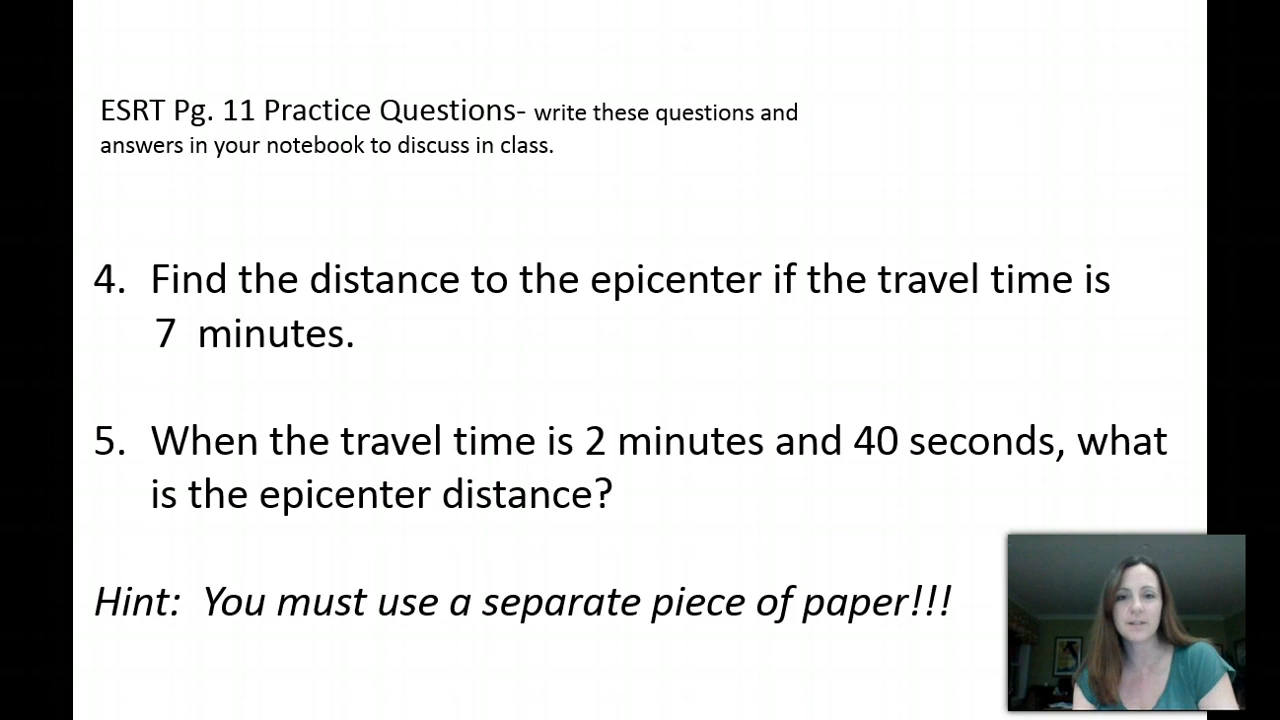 ESRT Pg. 11 Practice Questions- write these questions and
answers in your notebook to discuss in class.
4. Find the distance to the epicenter if the travel time is
7 minutes.
5. When the travel time is 2 minutes and 40 seconds, what
is the epicenter distance?
Hint: You must use a separate piece of paper!!!